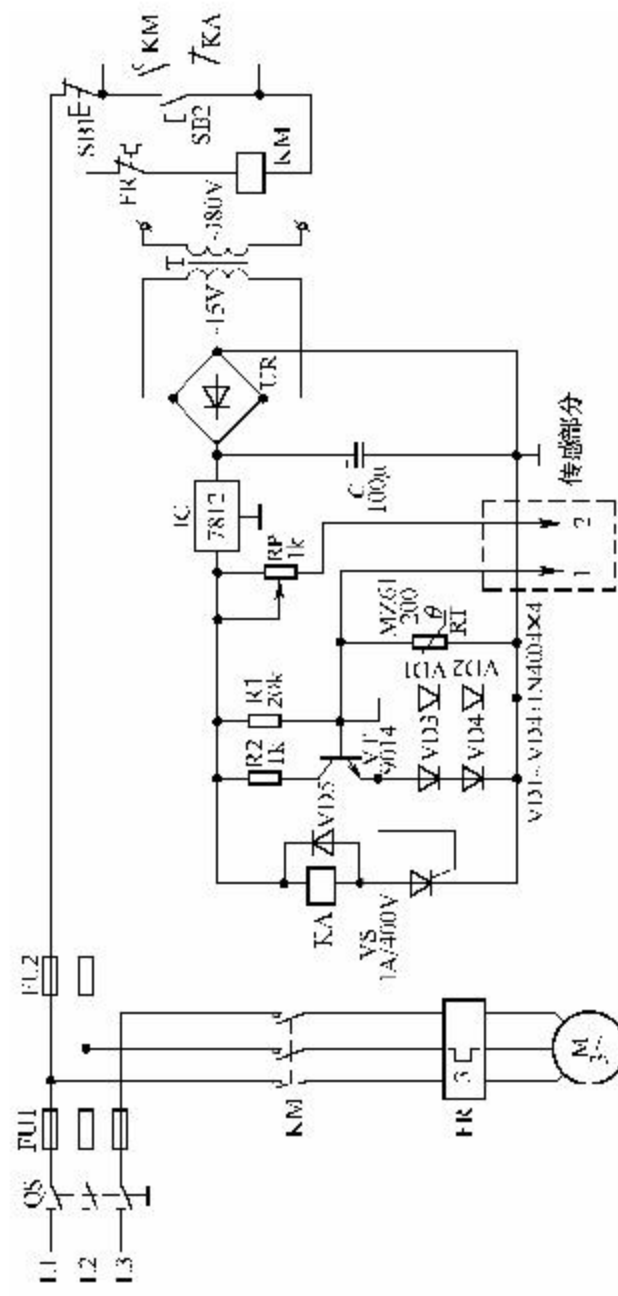 L1
L2
L3
QS
FU1
FU2
KM
FR
3
M
3~
KA
VS
1A/400V
VD5
R2
1K
R1
20k
VT
9014
VD3
VD4
VD1
VD2
VD1~VD4:1N4004×4
MZ61
200
θ
RT
RP
1k
IC
7812
C
100μ
1
2
传感部分
UR
~15V
T
~380V
FR
KM
SB1
SB2
KM
KA